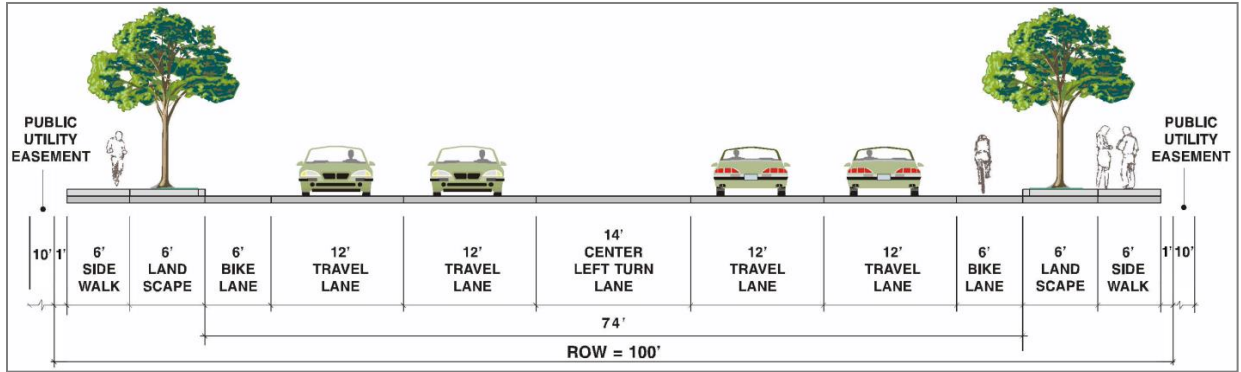 PUBLIC
UTILITY
EASEMENT
PUBLIC
UTILITY
EASEMENT
10'
1'
6'
SIDE
WALK
6'
LAND
SCAPE
6'
BIKE
LANE
12'
TRAVEL
LANE
12'
TRAVEL
LANE
14'
CENTER
LEFT TURN
LANE
12'
TRAVEL
LANE
12'
TRAVEL
LANE
6'
BIKE
LANE
6'
LAND
SCAPE
6'
SIDE
WALK
1'
10'
74'
ROW = 100'